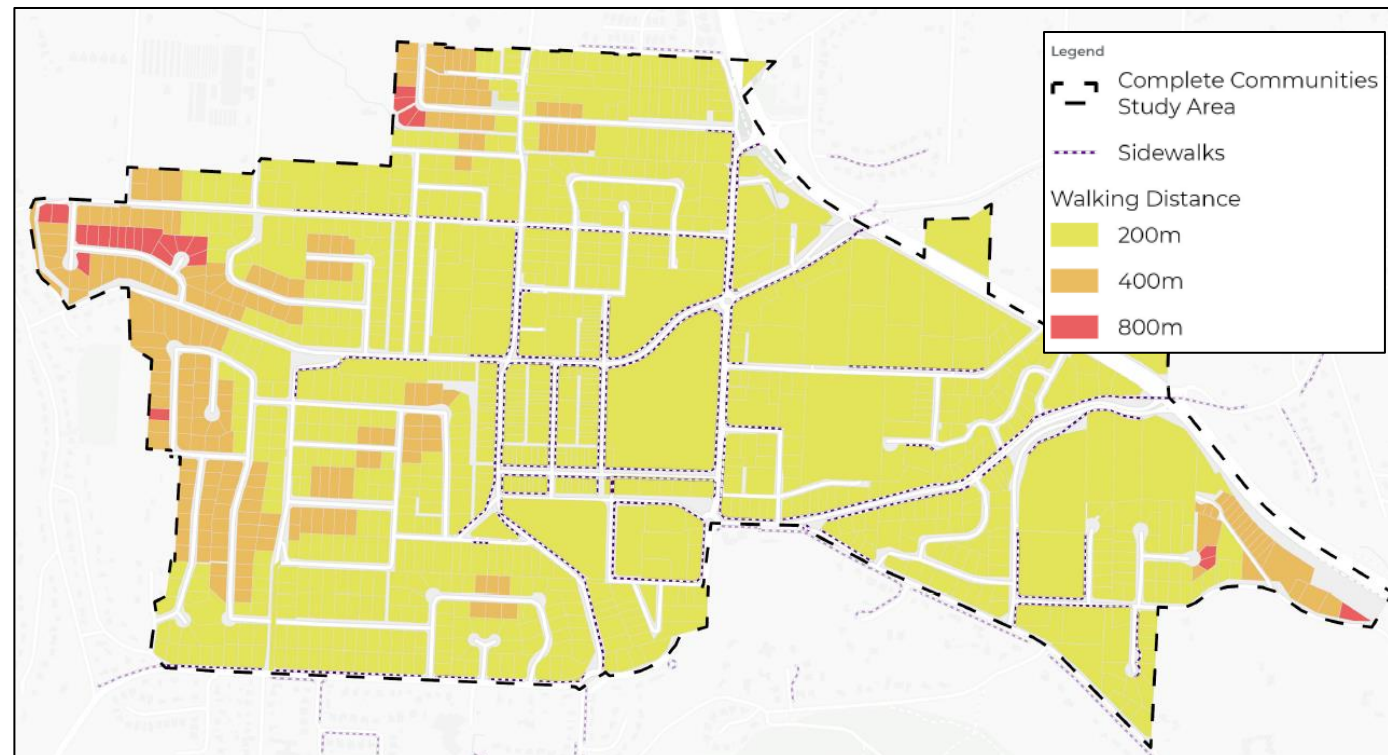 Legend
Complete Communities
Study Area
Sidewalks
Walking Distance
200m
400m
800m